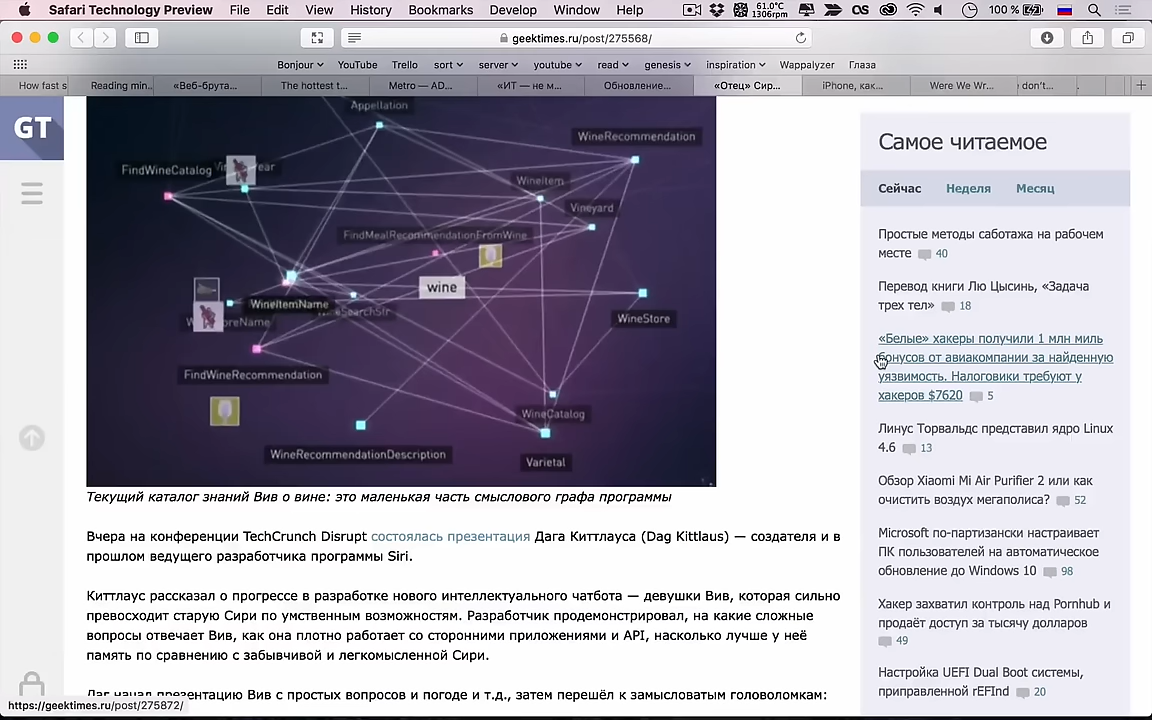 Safari Technology Preview File Edit View History Bookmarks Develop Window Help 61.0°C 1306rpm 100 %
geektimes.ru/post/275568/
Bonjour YouTube Trello sort server youtube read genesis inspiration Wappalyzer Глаза
How fast s Reading min... «Веб-брута... The hottest t... Metro — AD... «ИТ — не м... Обновление... «Отец» Сир... iPhone, как... Were We Wr... don't...
GT
Appellation
WineRecommendation
FindWineCatalog
WineItem
Vineyard
FindMealRecommendationFromWine
wine
WineItemName
WineStore
FindWineRecommendation
WineCatalog
WineRecommendationDescription
Varietal
Текущий каталог знаний Вив о вине: это маленькая часть смыслового графа программы
Вчера на конференции TechCrunch Disrupt состоялась презентация Дага Киттлауса (Dag Kittlaus) — создателя и в
прошлом ведущего разработчика программы Siri.
Киттлаус рассказал о прогрессе в разработке нового интеллектуального чатбота — девушки Вив, которая сильно
превосходит старую Сири по умственным возможностям. Разработчик продемонстрировал, на какие сложные
вопросы отвечает Вив, как она плотно работает со сторонними приложениями и API, насколько лучше у неё
память по сравнению с забывчивой и легкомысленной Сири.
Даг начал презентацию Вив с простых вопросов и погоде и т.д., затем перешёл к замысловатым головоломкам:
Самое читаемое
Сейчас Неделя Месяц
Простые методы саботажа на рабочем
месте 40
Перевод книги Лю Цысинь, «Задача
трех тел» 18
«Белые» хакеры получили 1 млн миль
бонусов от авиакомпании за найденную
уязвимость. Налоговики требуют у
хакеров $7620 5
Линус Торвальдс представил ядро Linux
4.6 13
Обзор Xiaomi Mi Air Purifier 2 или как
очистить воздух мегаполиса? 52
Microsoft по-партизански настраивает
ПК пользователей на автоматическое
обновление до Windows 10 98
Хакер захватил контроль над Pornhub и
продаёт доступ за тысячу долларов
49
Настройка UEFI Dual Boot системы,
приправленной rEFInd 20
https://geektimes.ru/post/275872/